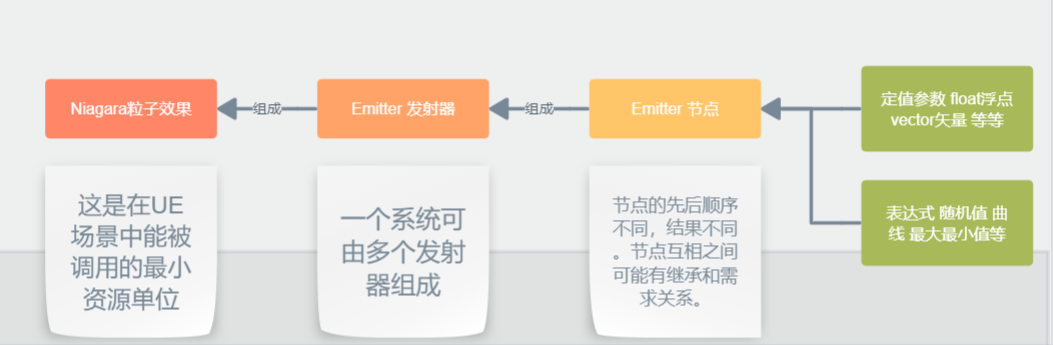 Niagara粒子效果
组成
Emitter 发射器
组成
Emitter 节点
定值参数 float浮点
vector矢量 等等
表达式 随机值 曲
线 最大最小值等
这是在UE
场景中能被
调用的最小
资源单位
一个系统可
由多个发射
器组成
节点的先后顺序
不同，结果不同
。节点互相之间
可能有继承和需
求关系。